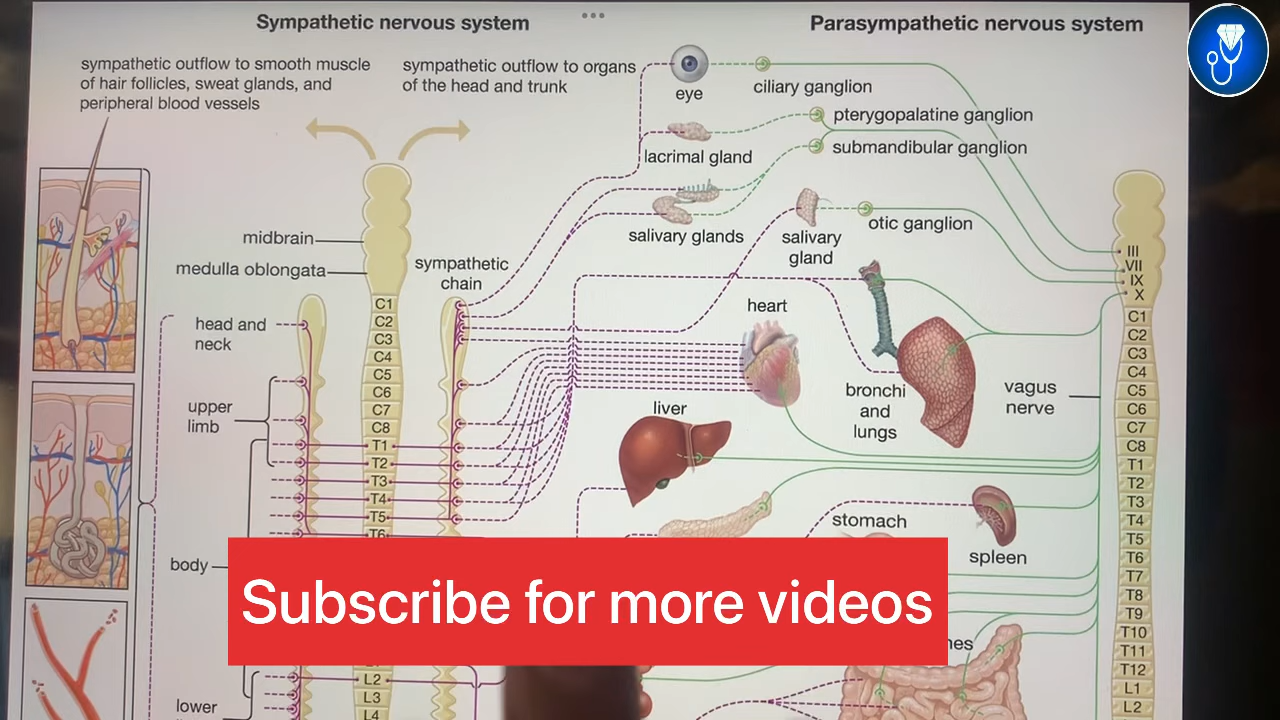 Sympathetic nervous system
Parasympathetic nervous system
sympathetic outflow to smooth muscle
of hair follicles, sweat glands, and
peripheral blood vessels
sympathetic outflow to organs
of the head and trunk
eye
ciliary ganglion
pterygopalatine ganglion
submandibular ganglion
lacrimal gland
salivary glands
salivary
gland
otic ganglion
midbrain
medulla oblongata
sympathetic
chain
head and
neck
upper
limb
body
lower
C1
C2
C3
C4
C5
C6
C7
C8
T1
T2
T3
T4
T5
T6
L2
L3
L4
heart
liver
bronchi
and
lungs
vagus
nerve
stomach
spleen
nes
III
VII
IX
X
C1
C2
C3
C4
C5
C6
C7
C8
T1
T2
T3
T4
T5
T6
T7
T8
T9
T10
T11
T12
L1
L2
Subscribe for more videos